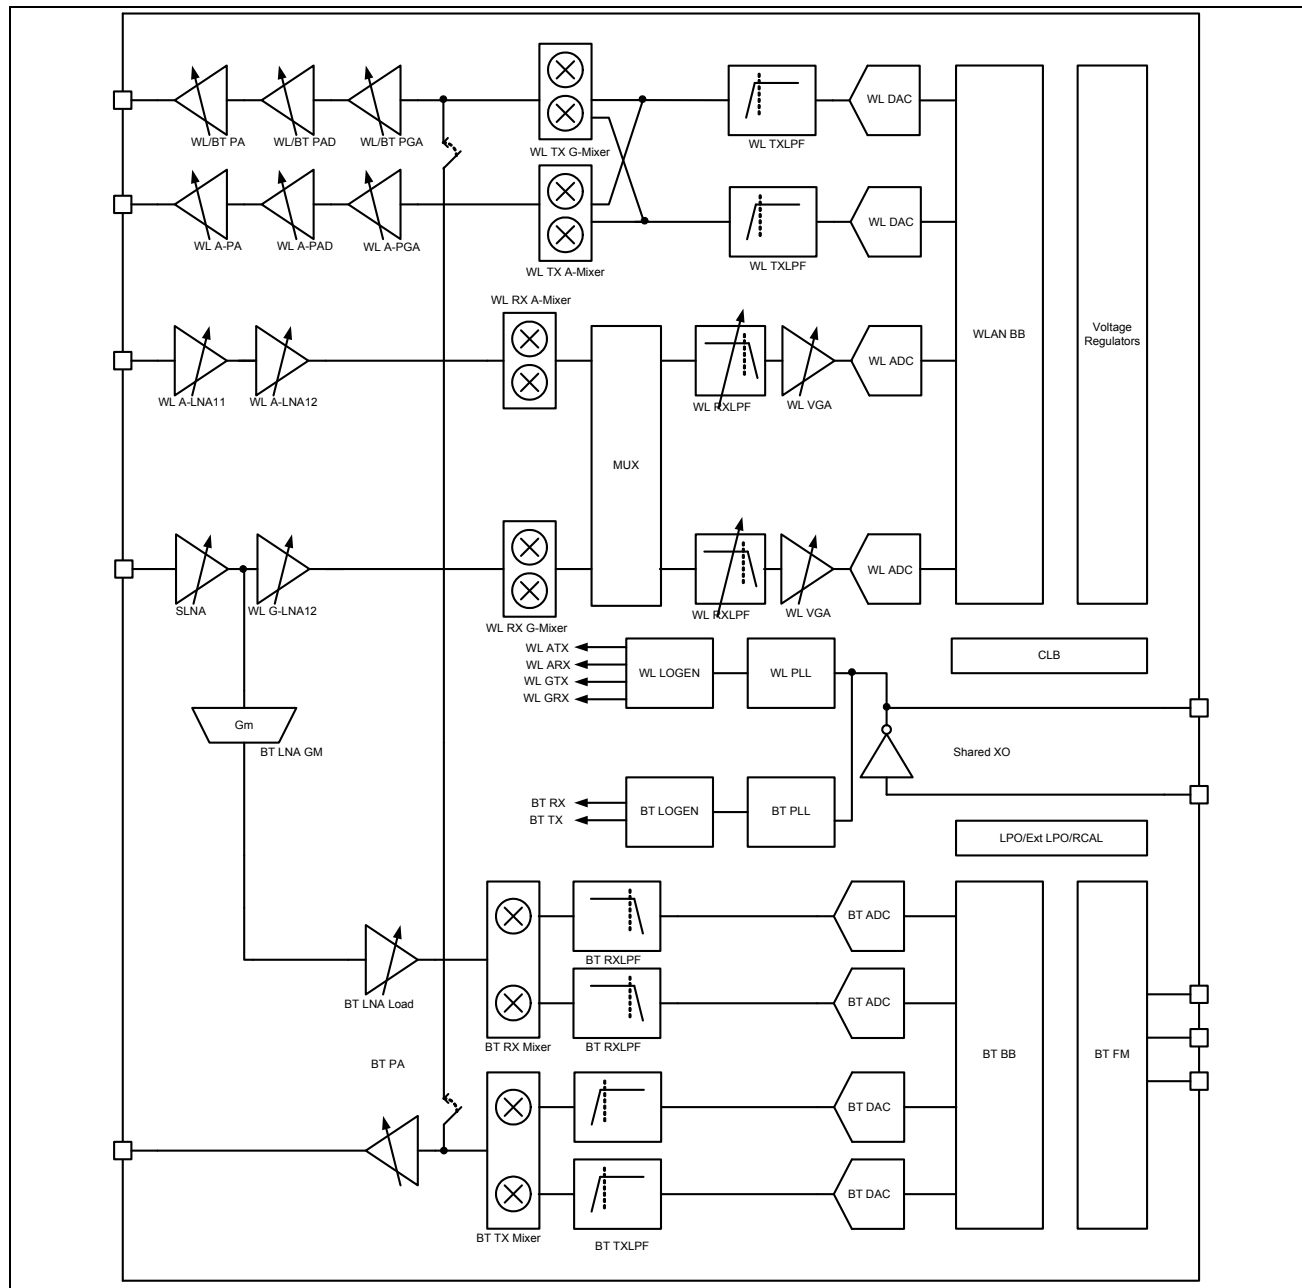 WL DAC
WL/BT PA
WL/BT PAD
WL/BT PGA
WL TX G-Mixer
WL TXLPF
WL DAC
WL A-PA
WL A-PAD
WL A-PGA
WL TX A-Mixer
WL TXLPF
WL RX A-Mixer
WLAN BB
Voltage
Regulators
WL ADC
WL A-LNA11
WL A-LNA12
WL RXLPF
WL VGA
MUX
WL ADC
SLNA
WL G-LNA12
WL RX G-Mixer
WL RXLPF
WL VGA
WL ATX
WL ARX
WL GTX
WL GRX
WL LOGEN
WL PLL
CLB
Gm
BT LNA GM
Shared XO
BT RX
BT TX
BT LOGEN
BT PLL
LPO/Ext LPO/RCAL
BT ADC
BT RXLPF
BT LNA Load
BT ADC
BT RX Mixer
BT RXLPF
BT BB
BT FM
BT PA
BT DAC
BT DAC
BT TX Mixer
BT TXLPF